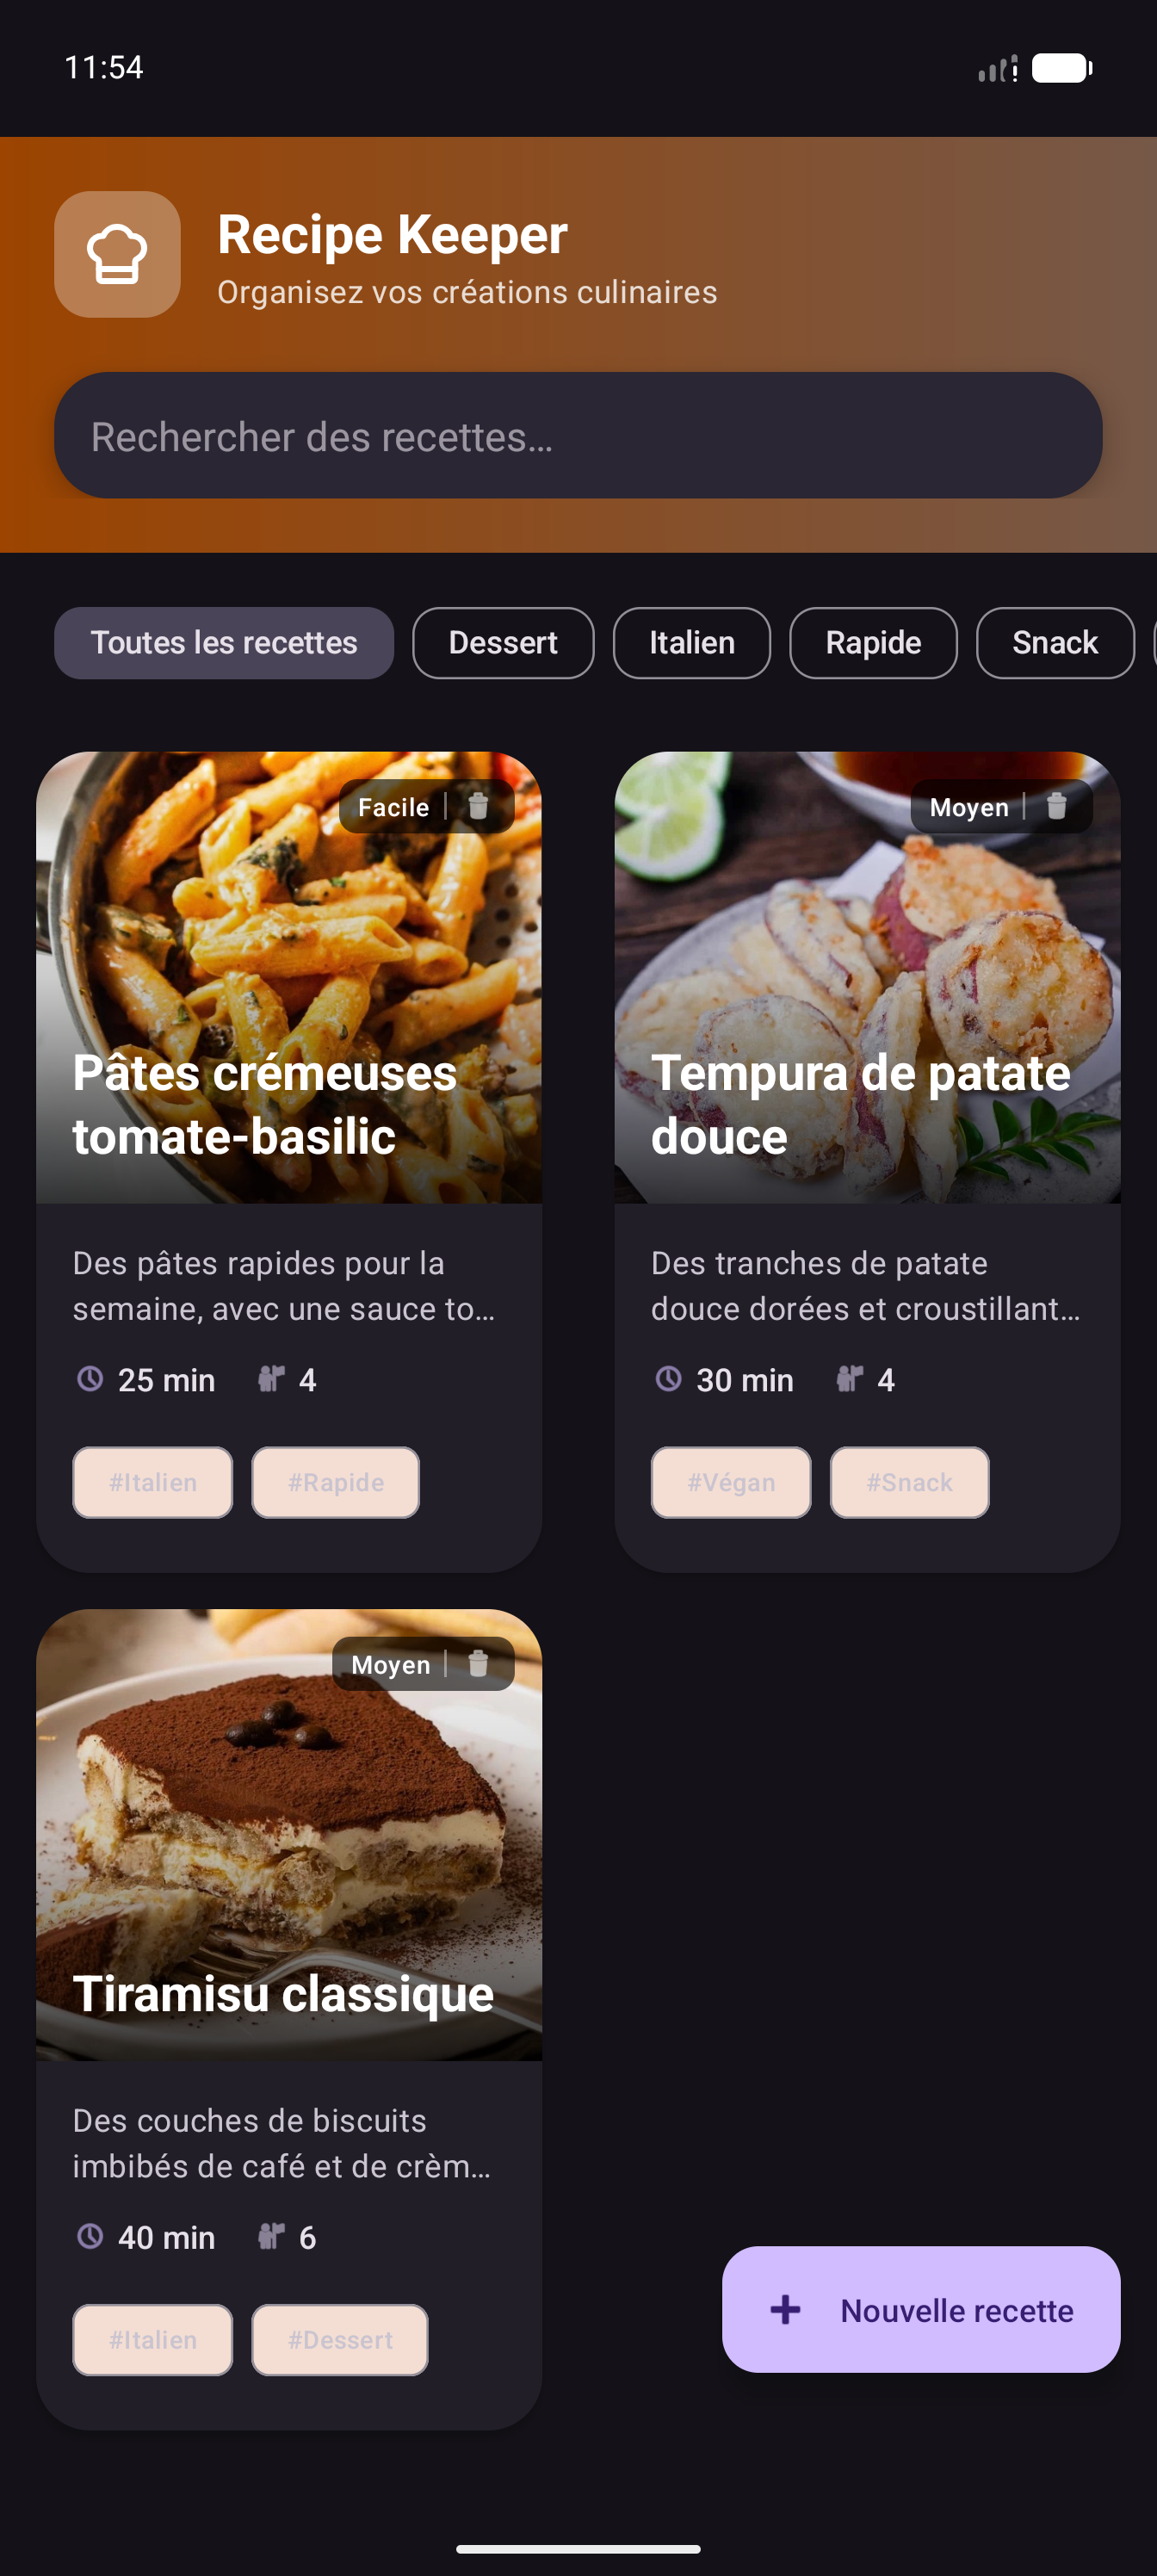 11:54
Recipe Keeper
Organisez vos créations culinaires
Rechercher des recettes...
Toutes les recettes
Dessert
Italien
Rapide
Snack
Facile
Pâtes crémeuses
tomate-basilic
Des pâtes rapides pour la
semaine, avec une sauce to...
25 min
4
#Italien
#Rapide
Moyen
Tempura de patate
douce
Des tranches de patate
douce dorées et croustillant...
30 min
4
#Végan
#Snack
Moyen
Tiramisu classique
Des couches de biscuits
imbibés de café et de crèm...
40 min
6
#Italien
#Dessert
Nouvelle recette